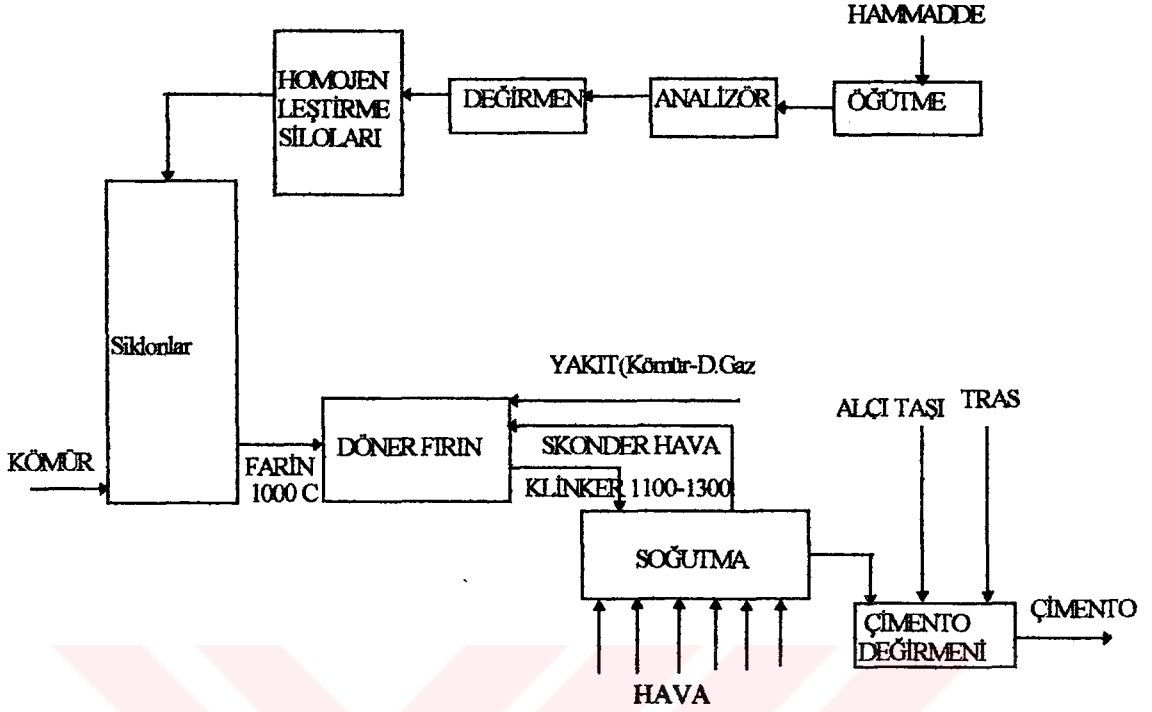 HAMMADDE
HOMOJEN
LEŞTİRME
SİLOLARI
DEĞİRMEN
ANALİZÖR
ÖĞÜTME
Siklonlar
YAKIT(Kömür-D.Gaz
ALÇI TAŞI
TRAS
KÖMÜR
FARİN
1000 C
DÖNER FIRIN
SKONDER HAVA
KLİNKER 1100-1300
SOĞUTMA
ÇİMENTO
DEĞİRMENİ
ÇİMENTO
HAVA